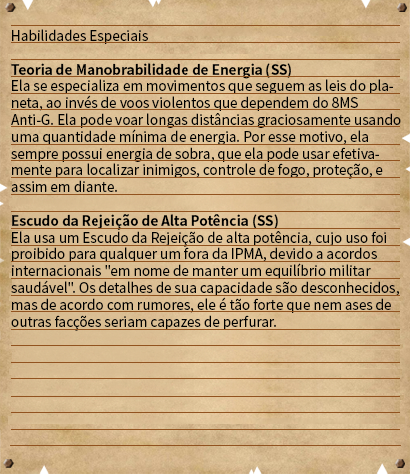 Habilidades Especiais
Teoria de Manobrabilidade de Energia (SS)
Ela se especializa em movimentos que seguem as leis do pla-
neta, ao invés de voos violentos que dependem do 8MS
Anti-G. Ela pode voar longas distâncias graciosamente usando
uma quantidade mínima de energia. Por esse motivo, ela
sempre possui energia de sobra, que ela pode usar efetiva-
mente para localizar inimigos, controle de fogo, proteção, e
assim em diante.
Escudo da Rejeição de Alta Potência (SS)
Ela usa um Escudo da Rejeição de alta potência, cujo uso foi
proibido para qualquer um fora da IPMA, devido a acordos
internacionais "em nome de manter um equilíbrio militar
saudável". Os detalhes de sua capacidade são desconhecidos,
mas de acordo com rumores, ele é tão forte que nem ases de
outras facções seriam capazes de perfurar.